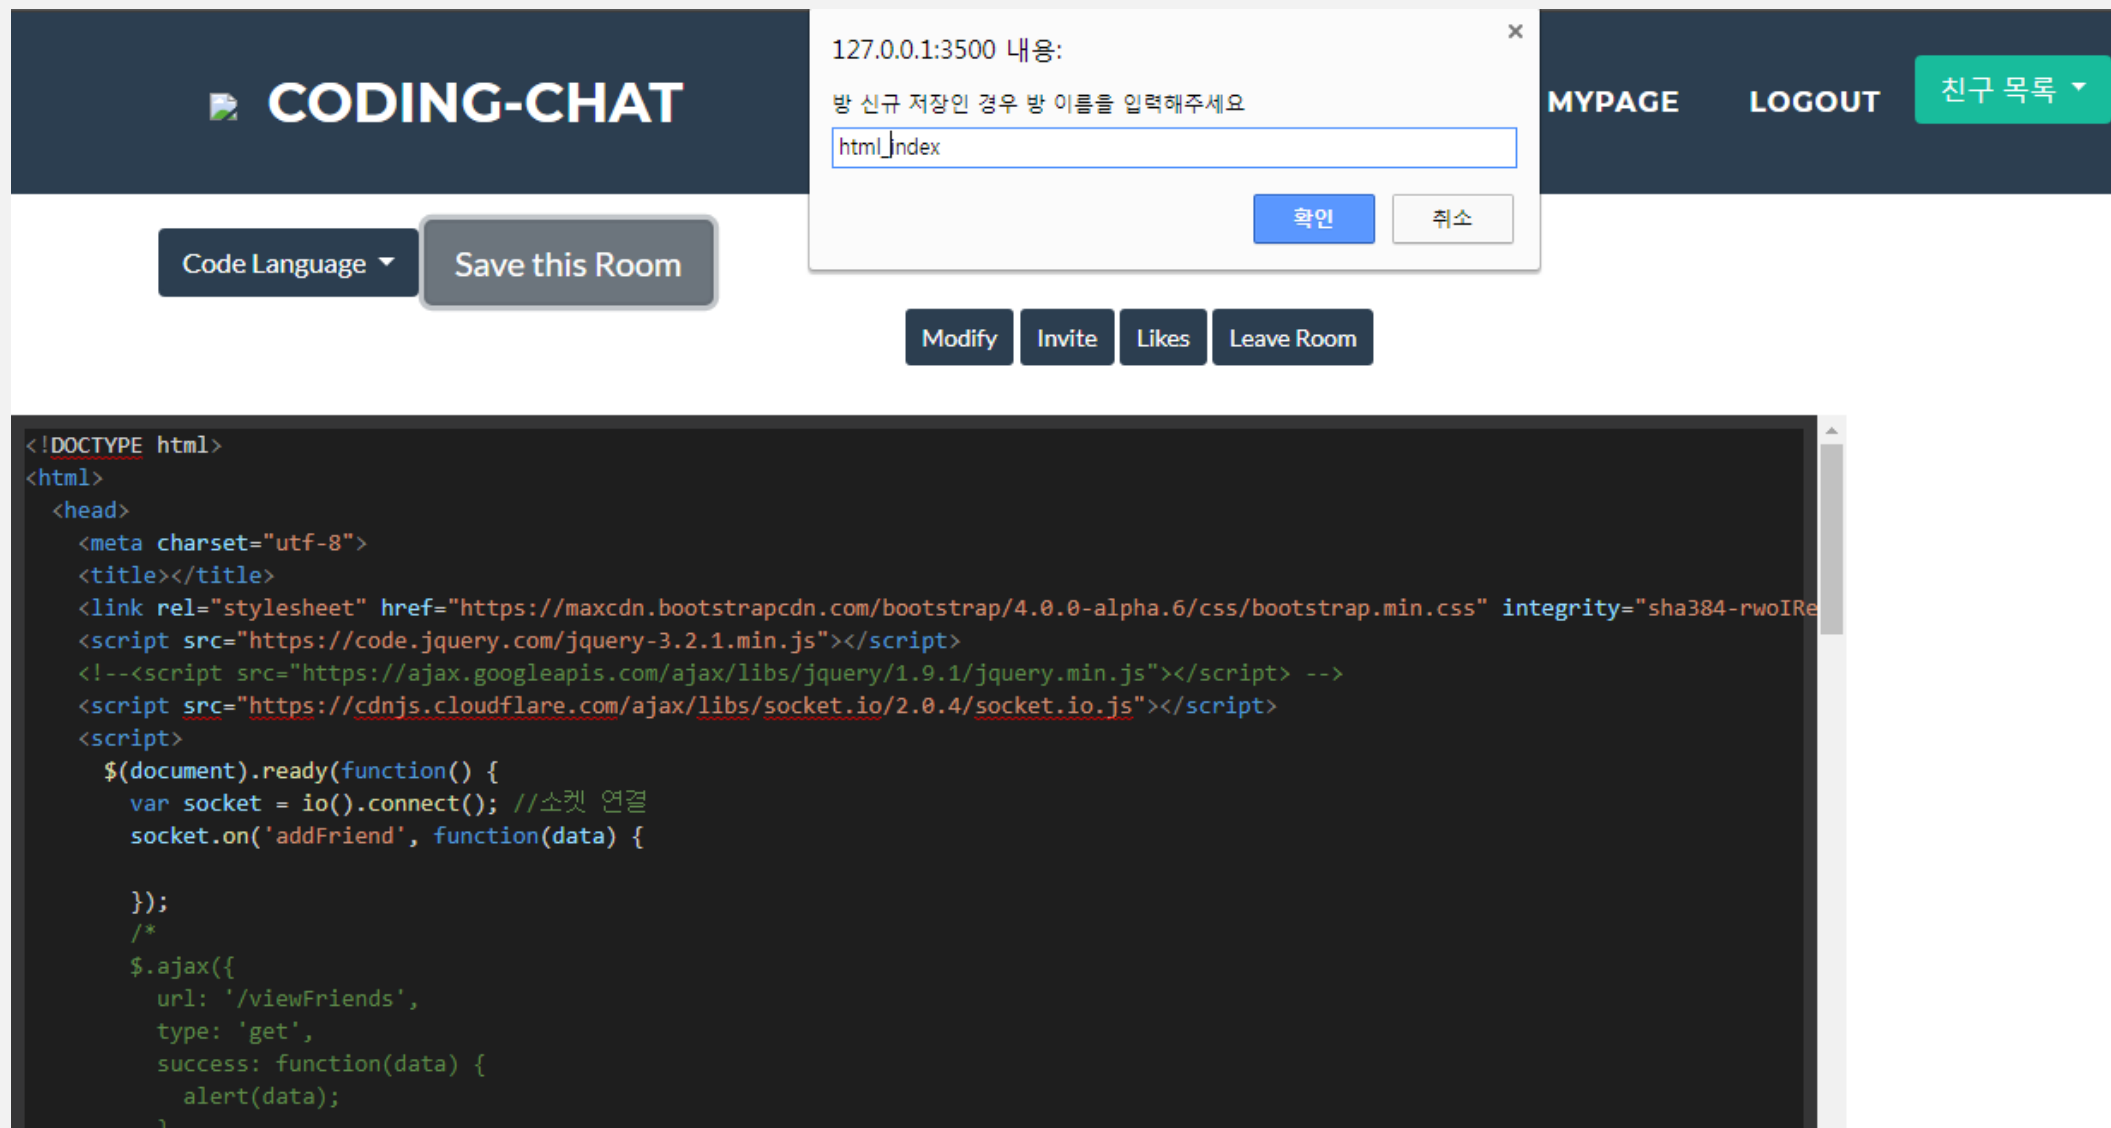 127.0.0.1:3500 내용:
방 신규 저장인 경우 방 이름을 입력해주세요
html_index
확인
취소
CODING-CHAT
MYPAGE
LOGOUT
친구 목록
Code Language
Save this Room
Modify
Invite
Likes
Leave Room
<!DOCTYPE html>
<html>
<head>
<meta charset="utf-8">
<title></title>
<link rel="stylesheet" href="https://maxcdn.bootstrapcdn.com/bootstrap/4.0.0-alpha.6/css/bootstrap.min.css" integrity="sha384-rwoIRe
<script src="https://code.jquery.com/jquery-3.2.1.min.js"></script>
<!--<script src="https://ajax.googleapis.com/ajax/libs/jquery/1.9.1/jquery.min.js"></script> -->
<script src="https://cdnjs.cloudflare.com/ajax/libs/socket.io/2.0.4/socket.io.js"></script>
<script>
$(document).ready(function() {
var socket = io().connect(); //소켓 연결
socket.on('addFriend', function(data) {
});
/*
$.ajax({
url: '/viewFriends',
type: 'get',
success: function(data) {
alert(data);
}